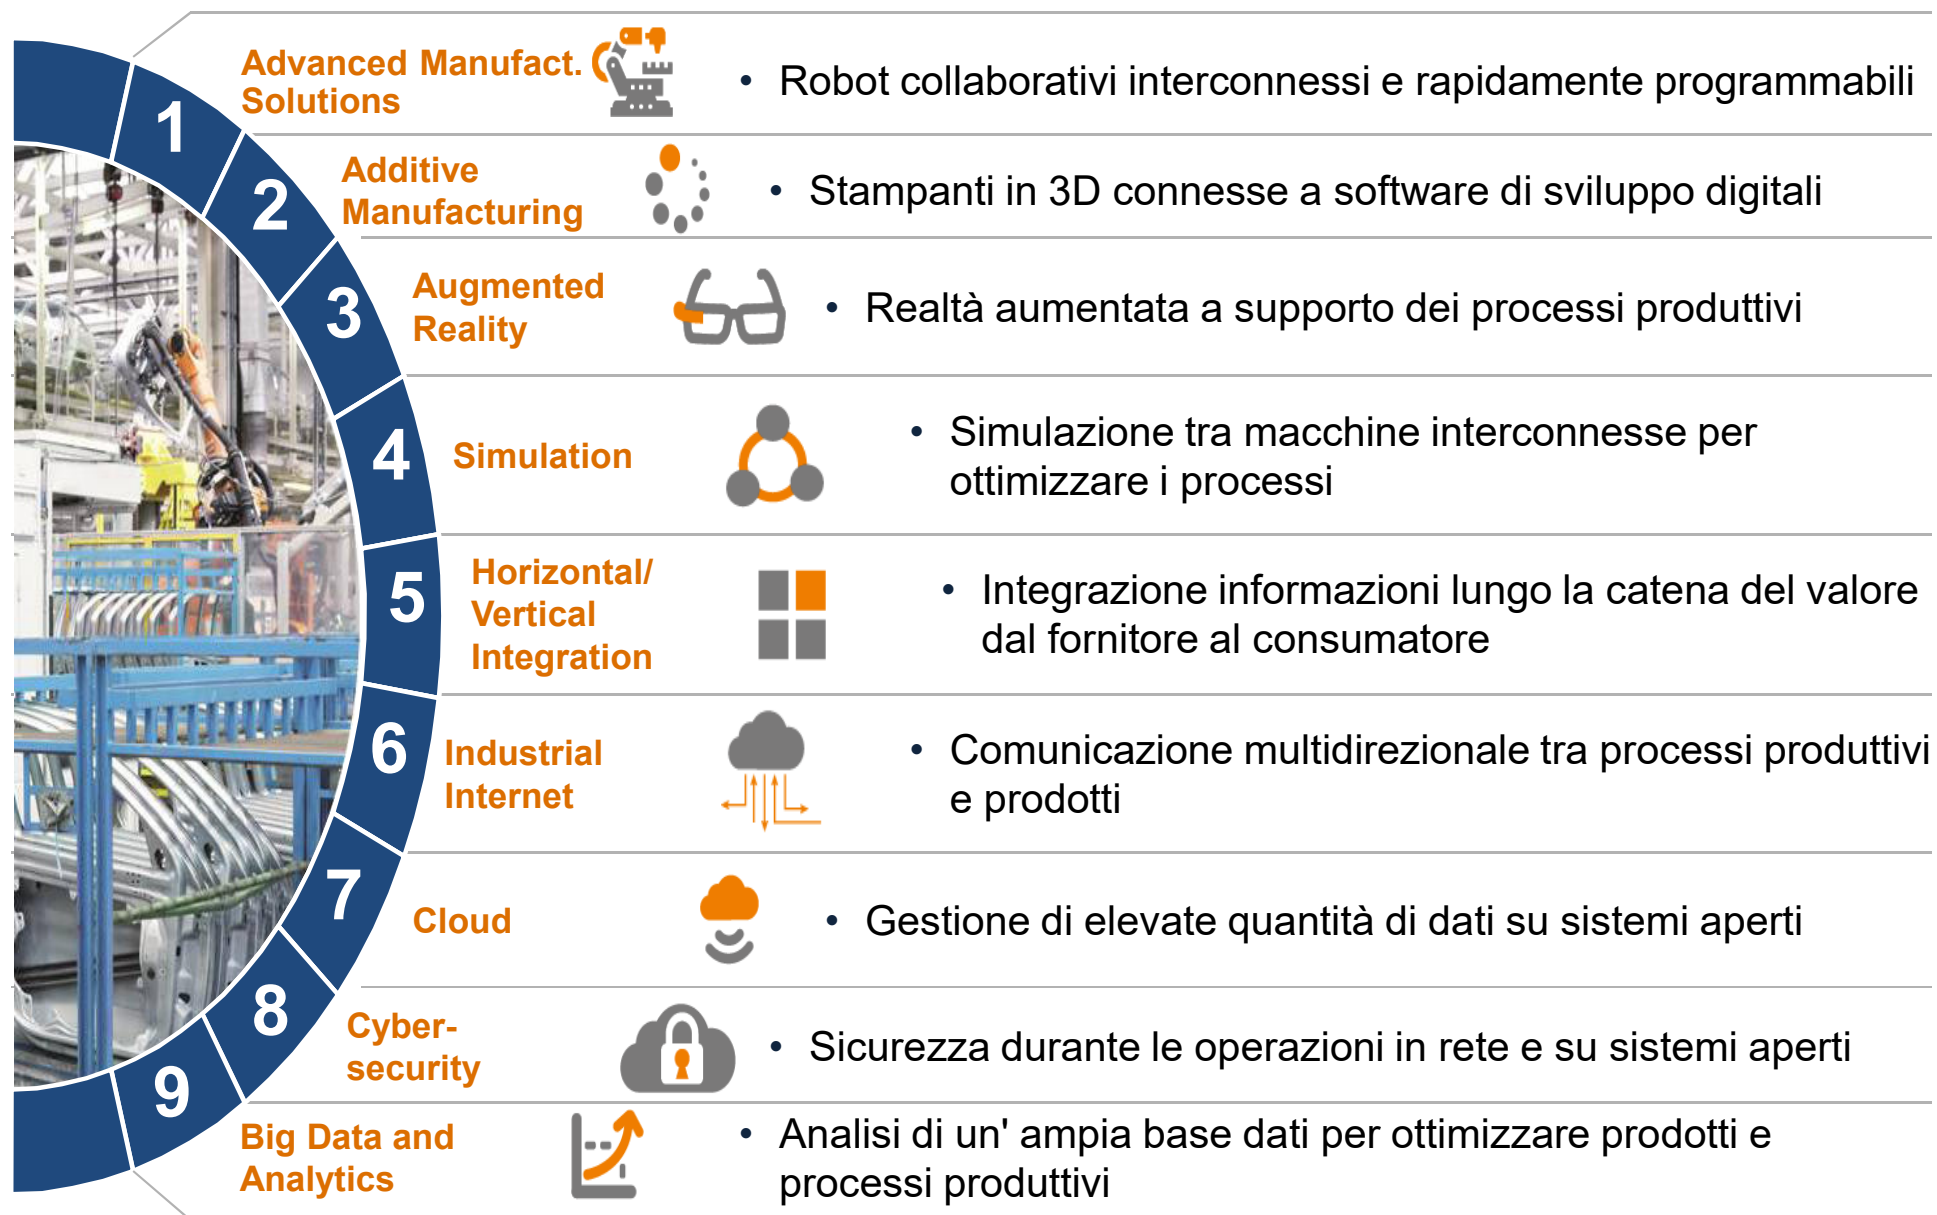 1
Advanced Manufact.
Solutions
• Robot collaborativi interconnessi e rapidamente programmabili
2
Additive
Manufacturing
• Stampanti in 3D connesse a software di sviluppo digitali
3
Augmented
Reality
• Realtà aumentata a supporto dei processi produttivi
4
Simulation
• Simulazione tra macchine interconnesse per
ottimizzare i processi
5
Horizontal/
Vertical
Integration
• Integrazione informazioni lungo la catena del valore
dal fornitore al consumatore
6
Industrial
Internet
• Comunicazione multidirezionale tra processi produttivi
e prodotti
7
Cloud
• Gestione di elevate quantità di dati su sistemi aperti
8
Cyber-
security
• Sicurezza durante le operazioni in rete e su sistemi aperti
9
Big Data and
Analytics
• Analisi di un' ampia base dati per ottimizzare prodotti e
processi produttivi